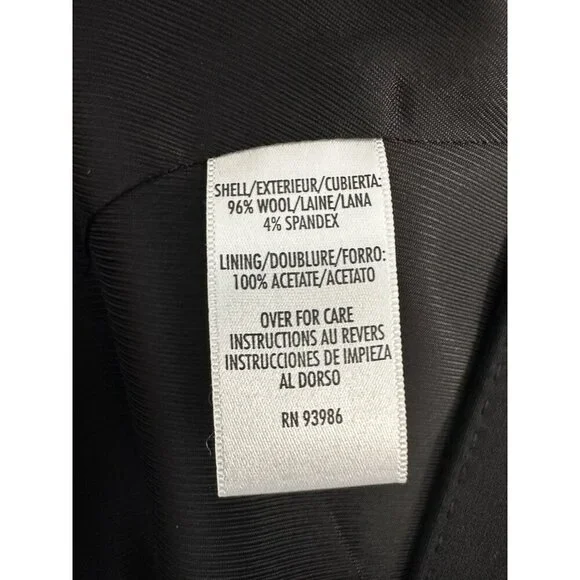 SHELL/EXTERIEUR/CUBIERTA:
96% WOOL/LAINE/LANA
4% SPANDEX
LINING/DOUBLURE/FORRO:
100% ACETATE/ACETATO
OVER FOR CARE
INSTRUCTIONS AU REVERS
INSTRUCCIONES DE IMPIEZA
AL DORSO
RN 93986